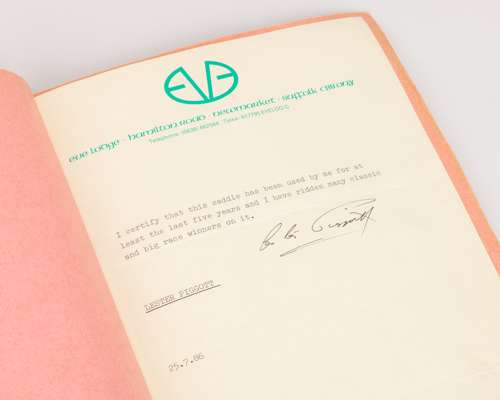 EVE
EVE LODGE · HAMILTON ROAD · NEWMARKET · SUFFOLK
Telephone: Telex:
I certify that this saddle has been used by me for at
least the last five years and I have ridden many classic
and big race winners on it.
LESTER PIGGOTT
25.7.86